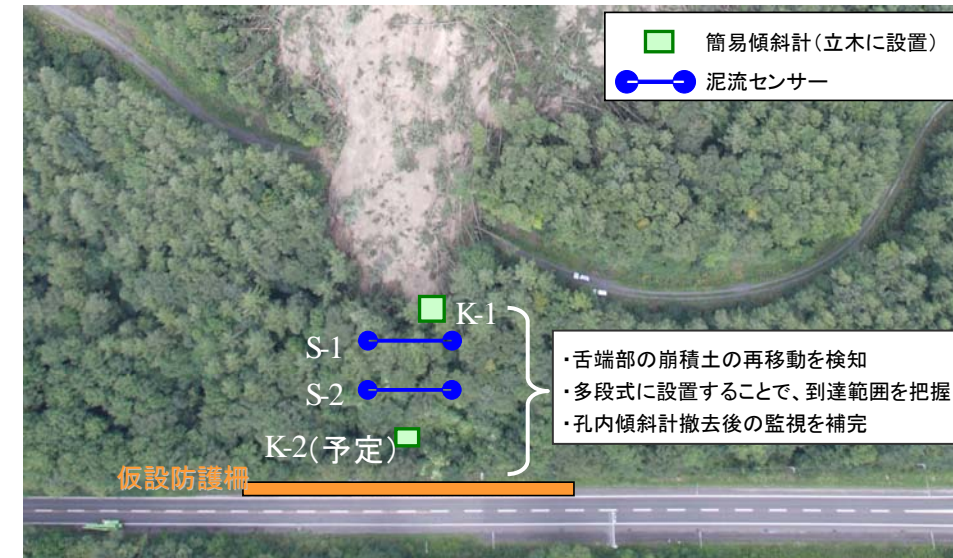 簡易傾斜計(立木に設置)
泥流センサー
K-1
S-1
S-2
K-2(予定)
仮設防護柵
・舌端部の崩積土の再移動を検知
・多段式に設置することで、到達範囲を把握
・孔内傾斜計撤去後の監視を補完